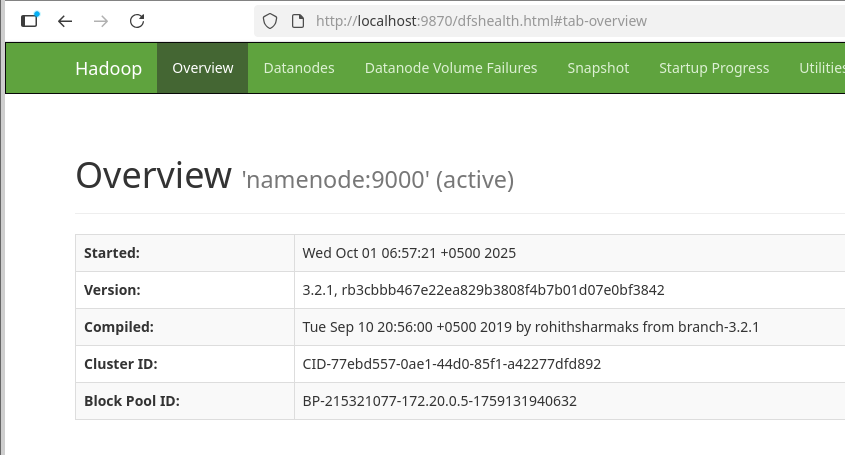 http://localhost:9870/dfshealth.html#tab-overview
Hadoop Overview Datanodes Datanode Volume Failures Snapshot Startup Progress Utilities
Overview 'namenode:9000' (active)
Started: Wed Oct 01 06:57:21 +0500 2025
Version: 3.2.1, rb3cbbb467e22ea829b3808f4b7b01d07e0bf3842
Compiled: Tue Sep 10 20:56:00 +0500 2019 by rohithsharmaks from branch-3.2.1
Cluster ID: CID-77ebd557-0ae1-44d0-85f1-a42277dfd892
Block Pool ID: BP-215321077-172.20.0.5-1759131940632